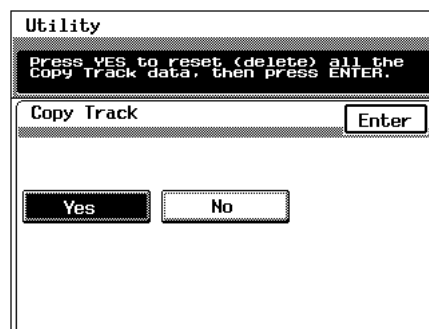 Utility
Press YES to reset (delete) all the
Copy Track data, then press ENTER.
Copy Track
Enter
Yes
No